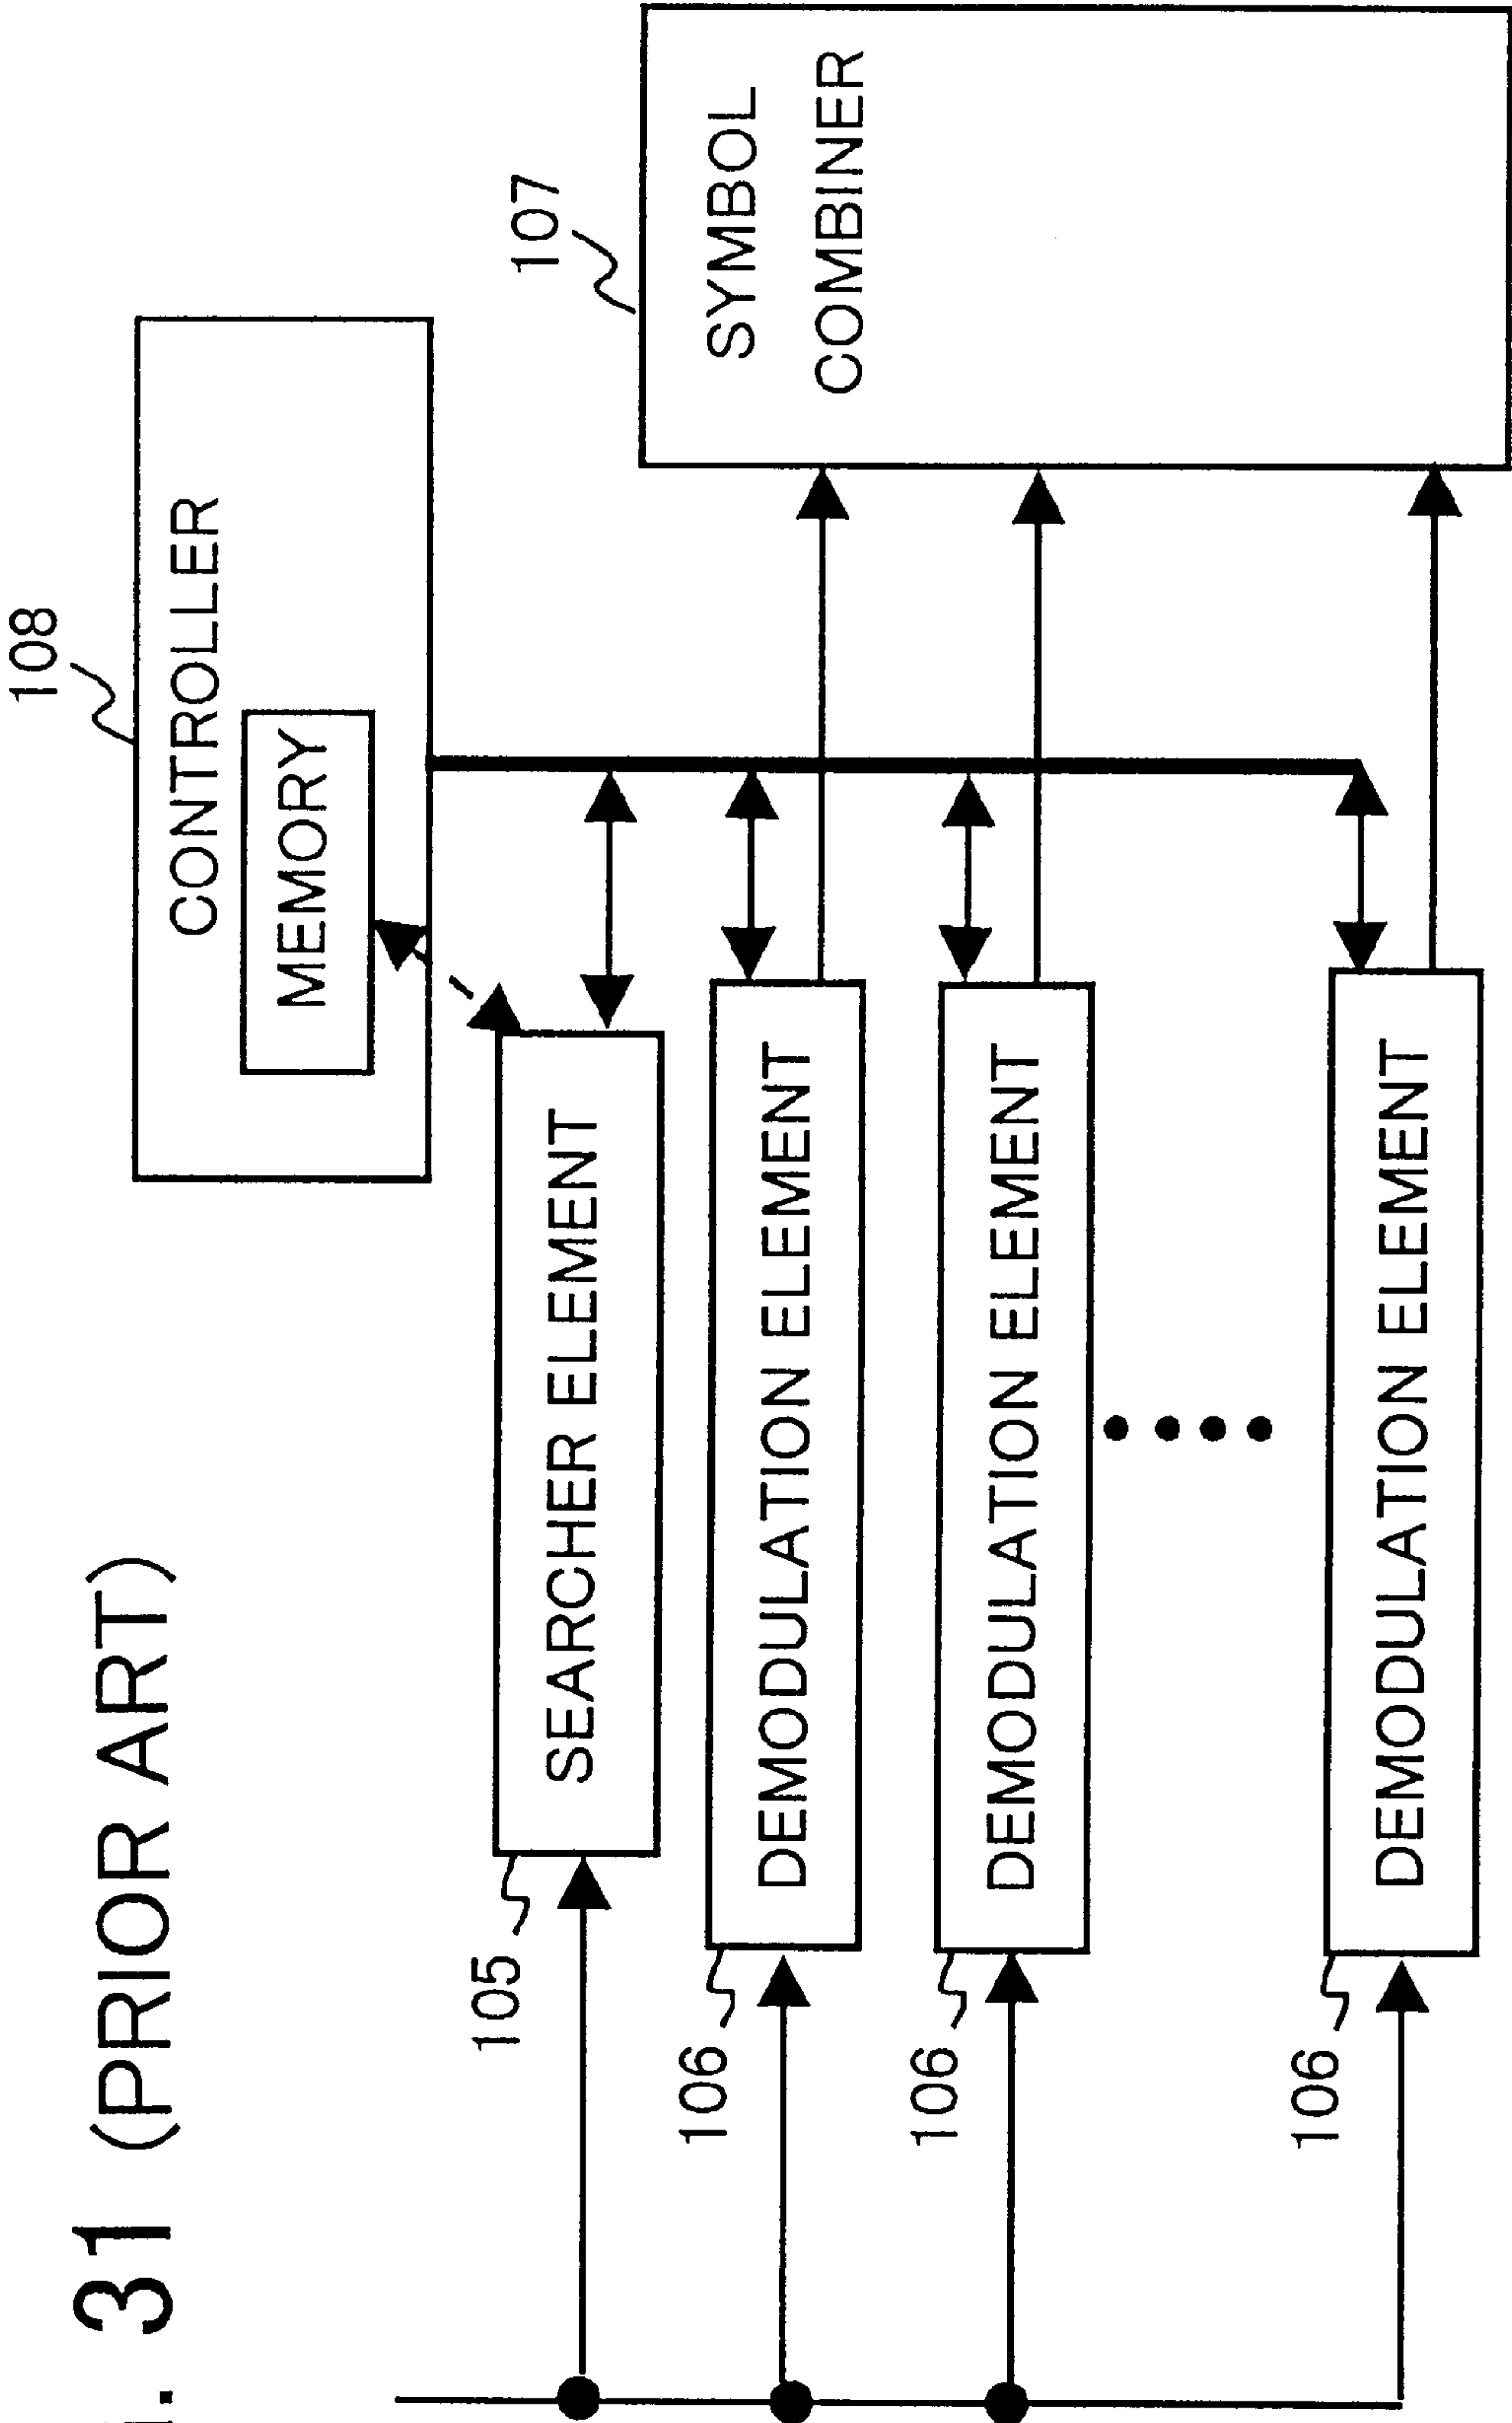 . 31 (PRIOR ART)
108
CONTROLLER
MEMORY
107
SYMBOL
COMBINER
105
SEARCHER ELEMENT
106
DEMODULATION ELEMENT
106
DEMODULATION ELEMENT
106
DEMODULATION ELEMENT